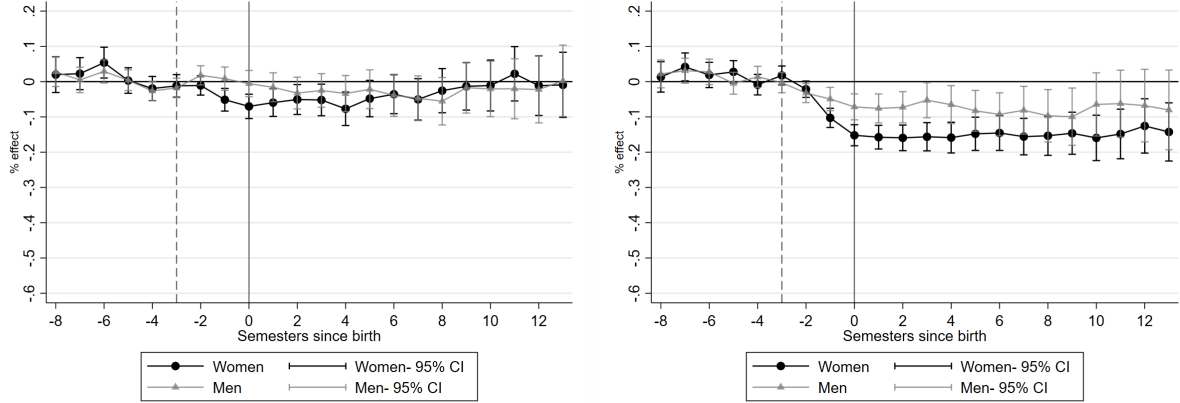 .2
.1
0
-.1
-.2
-.3
-.4
-.5
-.6
% effect
-8 -6 -4 -2 0 2 4 6 8 10 12
Semesters since birth
Women Women- 95% CI
Men Men- 95% CI
.2
.1
0
-.1
-.2
-.3
-.4
-.5
-.6
% effect
-8 -6 -4 -2 0 2 4 6 8 10 12
Semesters since birth
Women Women- 95% CI
Men Men- 95% CI